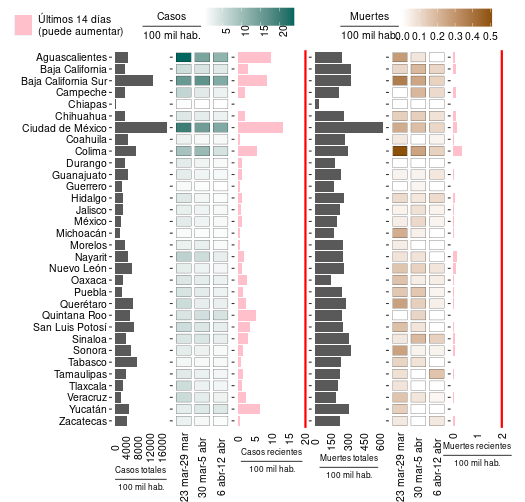 Últimos 14 días
(puede aumentar)
Casos
100 mil hab.
5 10 15 20
Muertes
100 mil hab.
0.0 0.1 0.2 0.3 0.4 0.5
Aguascalientes
Baja California
Baja California Sur
Campeche
Chiapas
Chihuahua
Ciudad de México
Coahuila
Colima
Durango
Guanajuato
Guerrero
Hidalgo
Jalisco
México
Michoacán
Morelos
Nayarit
Nuevo León
Oaxaca
Puebla
Querétaro
Quintana Roo
San Luis Potosí
Sinaloa
Sonora
Tabasco
Tamaulipas
Tlaxcala
Veracruz
Yucatán
Zacatecas
0 4000 8000 12000 16000
Casos totales
100 mil hab.
23 mar-29 mar
30 mar-5 abr
6 abr-12 abr
0 5 10 15 20
Casos recientes
100 mil hab.
0 150 300 450 600
Muertes totales
100 mil hab.
23 mar-29 mar
30 mar-5 abr
6 abr-12 abr
0 1 2
Muertes recientes
100 mil hab.